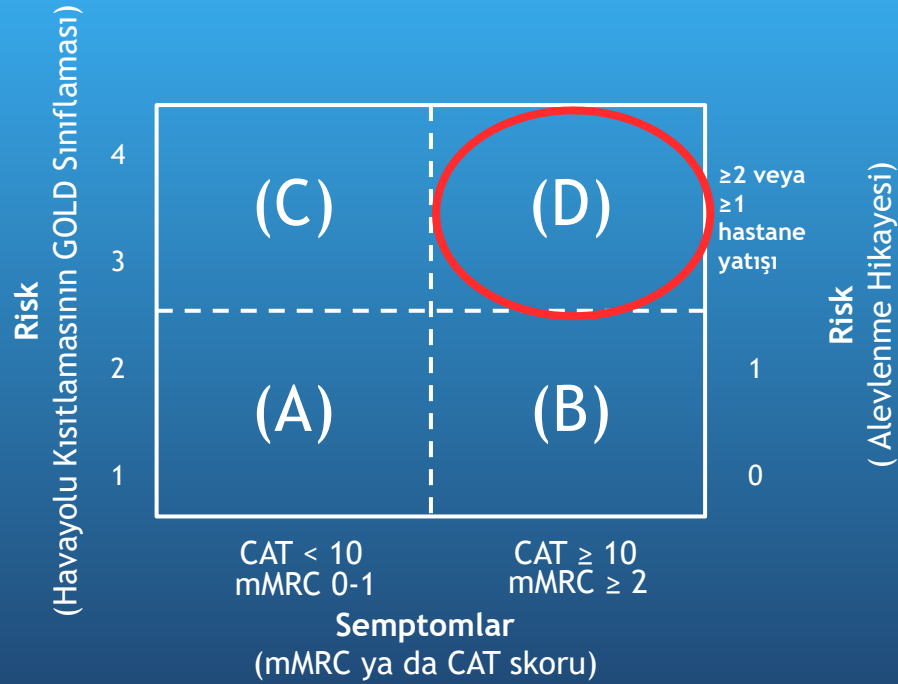 Risk
(Havayolu Kısıtlamasının GOLD Sınıflaması)
4
3
2
1
(C)
(D)
(A)
(B)
≥2 veya
≥1
hastane
yatışı
1
0
Risk
( Alevlenme Hikayesi)
CAT < 10
mMRC 0-1
CAT ≥ 10
mMRC ≥ 2
Semptomlar
(mMRC ya da CAT skoru)